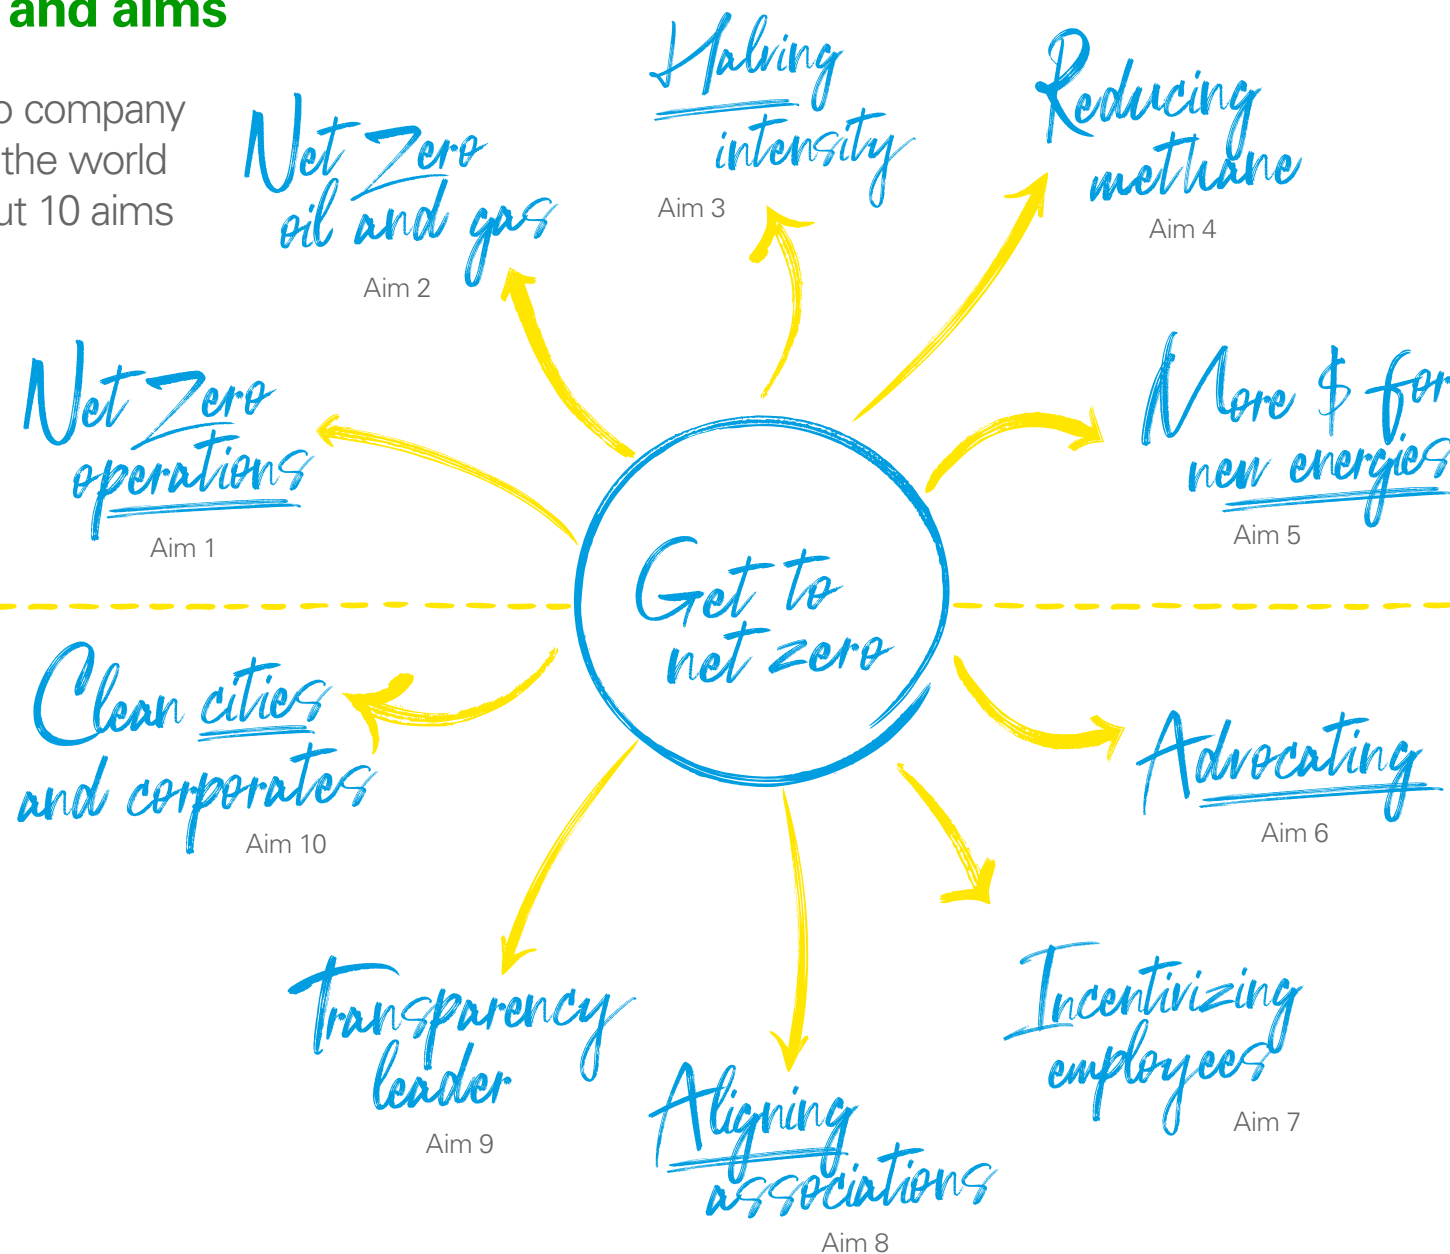 and aims
o company
the world
ut 10 aims
Net Zero
oil and gas
Aim 2
Halving
intensity
Aim 3
Reducing
methane
Aim 4
Net Zero
operations
Aim 1
More $ for
new energies
Aim 5
Get to
net zero
Clean cities
and corporates
Aim 10
Advocating
Aim 6
Transparency
leader
Aim 9
Aligning
associations
Aim 8
Incentivizing
employees
Aim 7